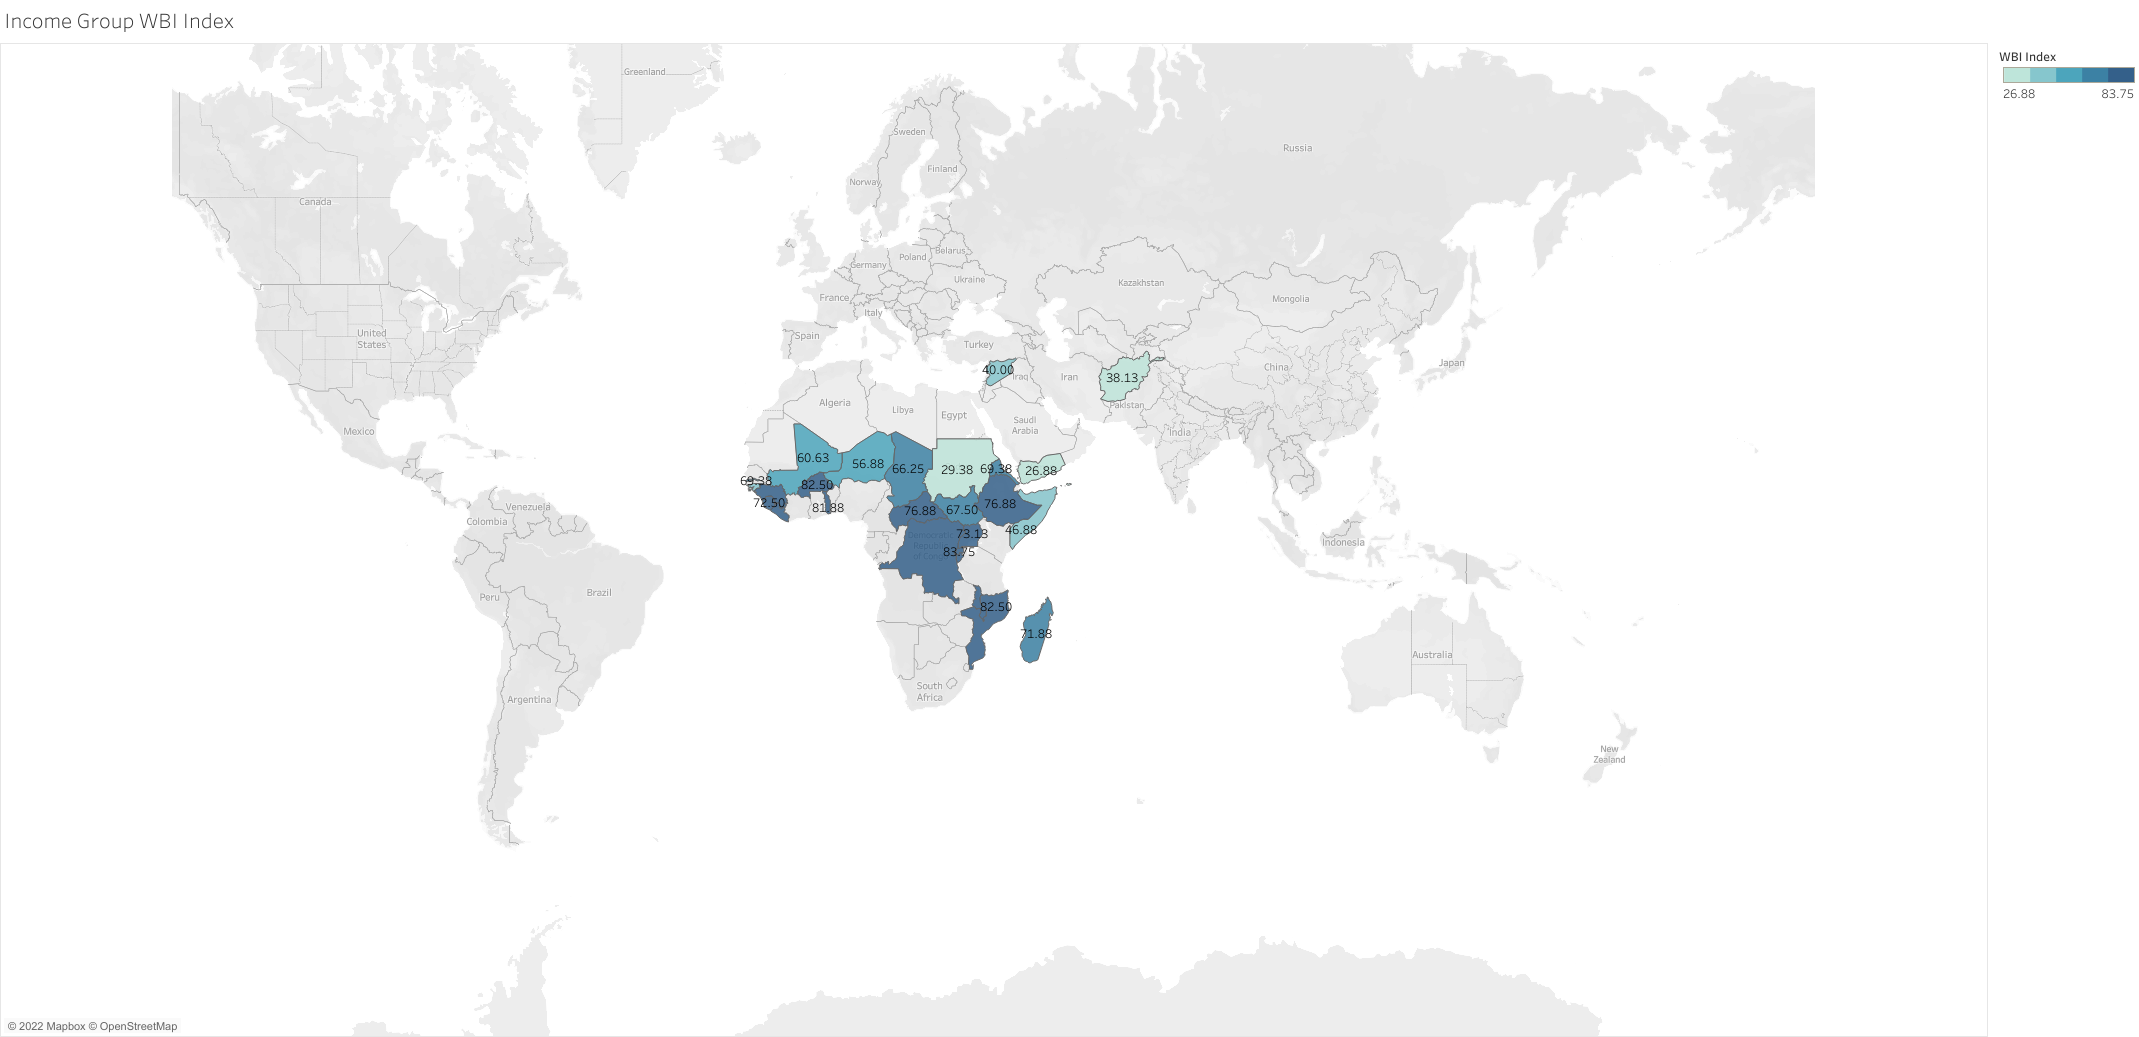 Income Group WBI Index
WBI Index
26.88
83.75
Greenland
Sweden
Finland
Norway
Russia
Canada
Poland
Belarus
Germany
Ukraine
France
Italy
Kazakhstan
Mongolia
United
States
Spain
Turkey
Japan
China
40.00
Iraq
Iran
38.13
Pakistan
Algeria
Libya
Egypt
Saudi
Arabia
India
Mexico
60.63
56.88
66.25
29.38
69.38
26.88
69.38
82.50
72.50
81.88
76.88
67.50
76.88
Venezuela
Colombia
73.13
46.88
Democratic
Republic
of Congo
83.75
Indonesia
Peru
Brazil
82.50
71.88
Australia
South
Africa
Argentina
New
Zealand
© 2022 Mapbox © OpenStreetMap